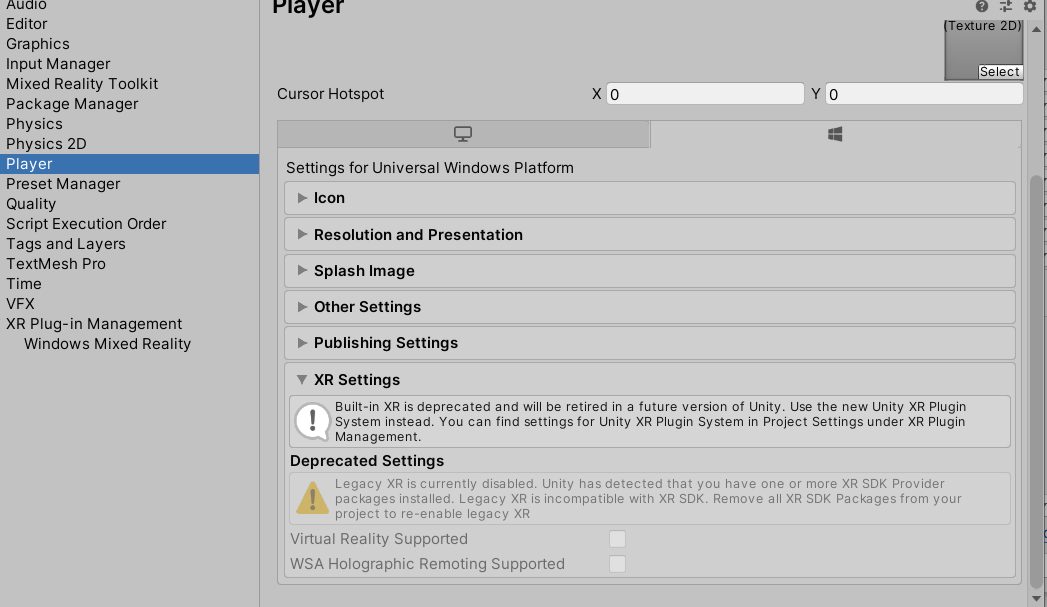 Audio
Editor
Graphics
Input Manager
Mixed Reality Toolkit
Package Manager
Physics
Physics 2D
Player
Preset Manager
Quality
Script Execution Order
Tags and Layers
TextMesh Pro
Time
VFX
XR Plug-in Management
Windows Mixed Reality
Player
(Texture 2D)
Select
Cursor Hotspot X 0 Y 0
Settings for Universal Windows Platform
Icon
Resolution and Presentation
Splash Image
Other Settings
Publishing Settings
XR Settings
Built-in XR is deprecated and will be retired in a future version of Unity. Use the new Unity XR Plugin
System instead. You can find settings for Unity XR Plugin System in Project Settings under XR Plugin
Management.
Deprecated Settings
Legacy XR is currently disabled. Unity has detected that you have one or more XR SDK Provider
packages installed. Legacy XR is incompatible with XR SDK. Remove all XR SDK Packages from your
project to re-enable legacy XR
Virtual Reality Supported
WSA Holographic Remoting Supported